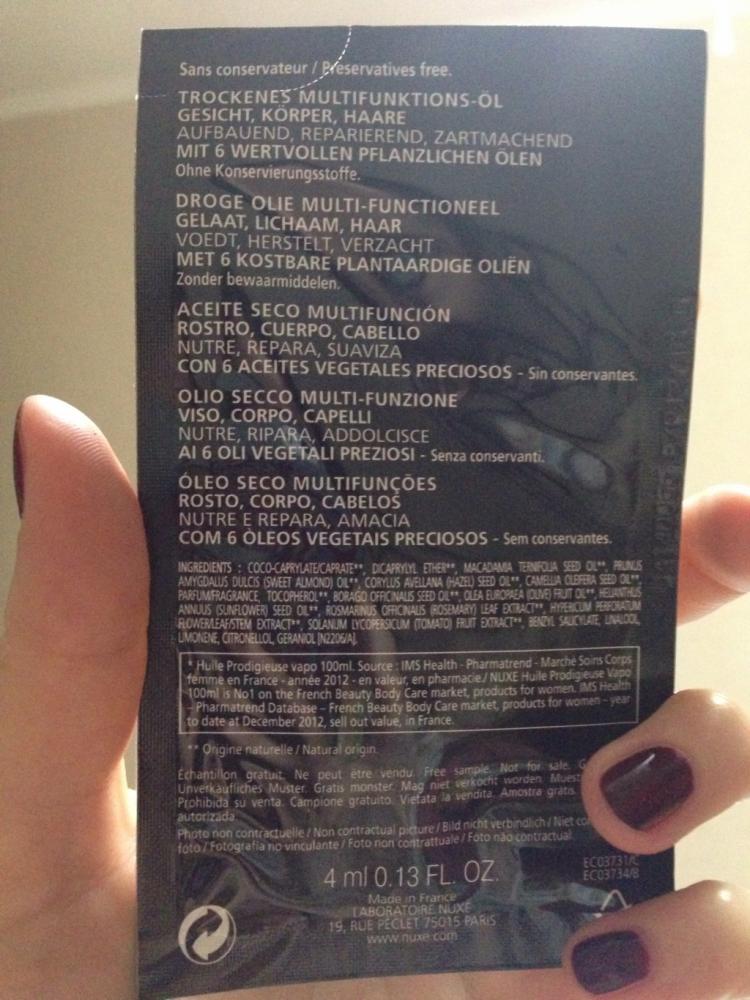 Sans conservateur / Preservatives free.
TROCKENES MULTIFUNKTIONS-ÖL
GESICHT, KÖRPER, HAARE
AUFBAUEND, REPARIEREND, ZARTMACHEND
MIT 6 WERTVOLLEN PFLANZLICHEN ÖLEN
Ohne Konservierungsstoffe.
DROGE OLIE MULTI-FUNCTIONEEL
GELAAT, LICHAAM, HAAR
VOEDT, HERSTELT, VERZACHT
MET 6 KOSTBARE PLANTAARDIGE OLIËN
Zonder bewaarmiddelen.
ACEITE SECO MULTIFUNCIÓN
ROSTRO, CUERPO, CABELLO
NUTRE, REPARA, SUAVIZA
CON 6 ACEITES VEGETALES PRECIOSOS - Sin conservantes.
OLIO SECCO MULTI-FUNZIONE
VISO, CORPO, CAPELLI
NUTRE, RIPARA, ADDOLCISCE
AI 6 OLI VEGETALI PREZIOSI - Senza conservanti.
ÓLEO SECO MULTIFUNÇÕES
ROSTO, CORPO, CABELOS
NUTRE E REPARA, AMACIA
COM 6 ÓLEOS VEGETAIS PRECIOSOS - Sem conservantes.
INGREDIENTS : COCO-CAPRYLATE/CAPRATE**, DICAPRYLYL ETHER**, MACADAMIA TERNIFOLIA SEED OIL**, PRUNUS
AMYGDALUS DULCIS (SWEET ALMOND) OIL**, CORYLUS AVELLANA (HAZEL) SEED OIL**, CAMELLIA OLEIFERA SEED OIL**,
PARFUM/FRAGRANCE, TOCOPHEROL**, BORAGO OFFICINALIS SEED OIL**, OLEA EUROPAEA (OLIVE) FRUIT OIL**, HELIANTHUS
ANNUUS (SUNFLOWER) SEED OIL**, ROSMARINUS OFFICINALIS (ROSEMARY) LEAF EXTRACT**, HYPERICUM PERFORATUM
FLOWER/LEAF/STEM EXTRACT**, SOLANUM LYCOPERSICUM (TOMATO) FRUIT EXTRACT**, BENZYL SALICYLATE, LINALOOL,
LIMONENE, CITRONELLOL, GERANIOL [N2206/A].
* Huile Prodigieuse vapo 100ml. Source : IMS Health - Pharmatrend - Marché Soins Corps
femme en France - année 2012 - en valeur, en pharmacie./ NUXE Huile Prodigieuse Vapo
100ml is No1 on the French Beauty Body Care market, products for women. IMS Health
- Pharmatrend Database – French Beauty Body Care market, products for women - year
to date at December 2012, sell out value, in France.
** Origine naturelle / Natural origin.
Échantillon gratuit. Ne peut être vendu. Free sample. Not for sale.
Unverkäufliches Muster. Gratis monster. Mag niet verkocht worden.
Prohibida su venta. Campione gratuito. Vietata la vendita. Amostra gratis.
autorizada.
Photo non contractuelle / Non contractual picture / Bild nicht verbindlich / Niet
foto / Fotografía no vinculante / Foto non contrattuale / Foto não contractual.
EC03731/C
EC03734/B
4 ml 0.13 FL. OZ.
Made in France
LABORATOIRE NUXE
19, RUE PÉCLET 75015 PARIS
www.nuxe.com